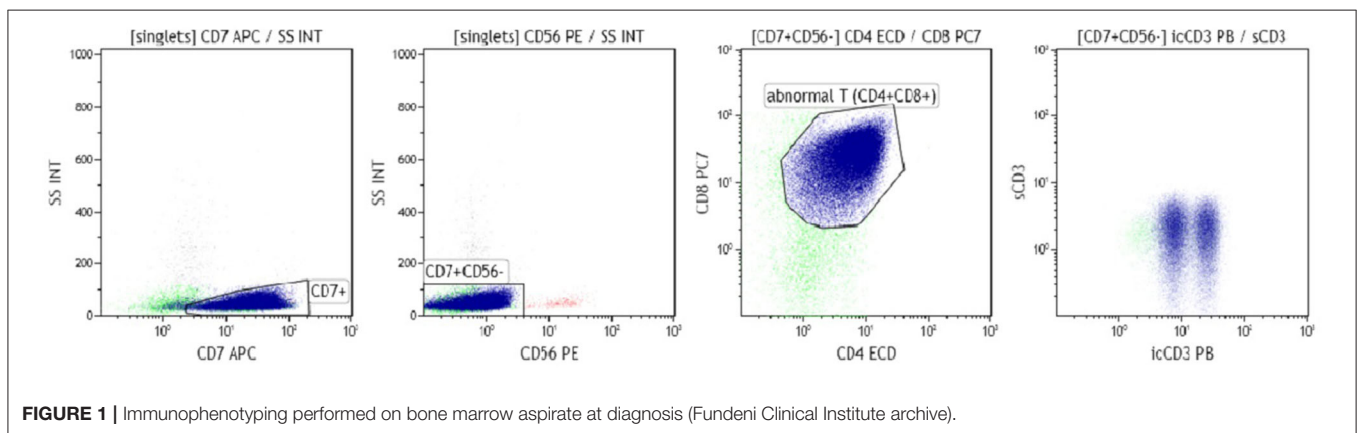 [singlets] CD7 APC / SS INT
1000
800
600
400
200
0
SS INT
CD7+
10⁰
10¹
10²
10³
CD7 APC
[singlets] CD56 PE / SS INT
1000
800
600
400
200
0
SS INT
CD7+CD56-
10⁰
10¹
10²
10³
CD56 PE
[CD7+CD56-] CD4 ECD / CD8 PC7
abnormal T (CD4+CD8+)
10³
10²
10¹
10⁰
CD8 PC7
10⁰
10¹
10²
10³
CD4 ECD
[CD7+CD56-] icCD3 PB / sCD3
10³
10²
10¹
10⁰
sCD3
10⁰
10¹
10²
10³
icCD3 PB
FIGURE 1 | Immunophenotyping performed on bone marrow aspirate at diagnosis (Fundeni Clinical Institute archive).